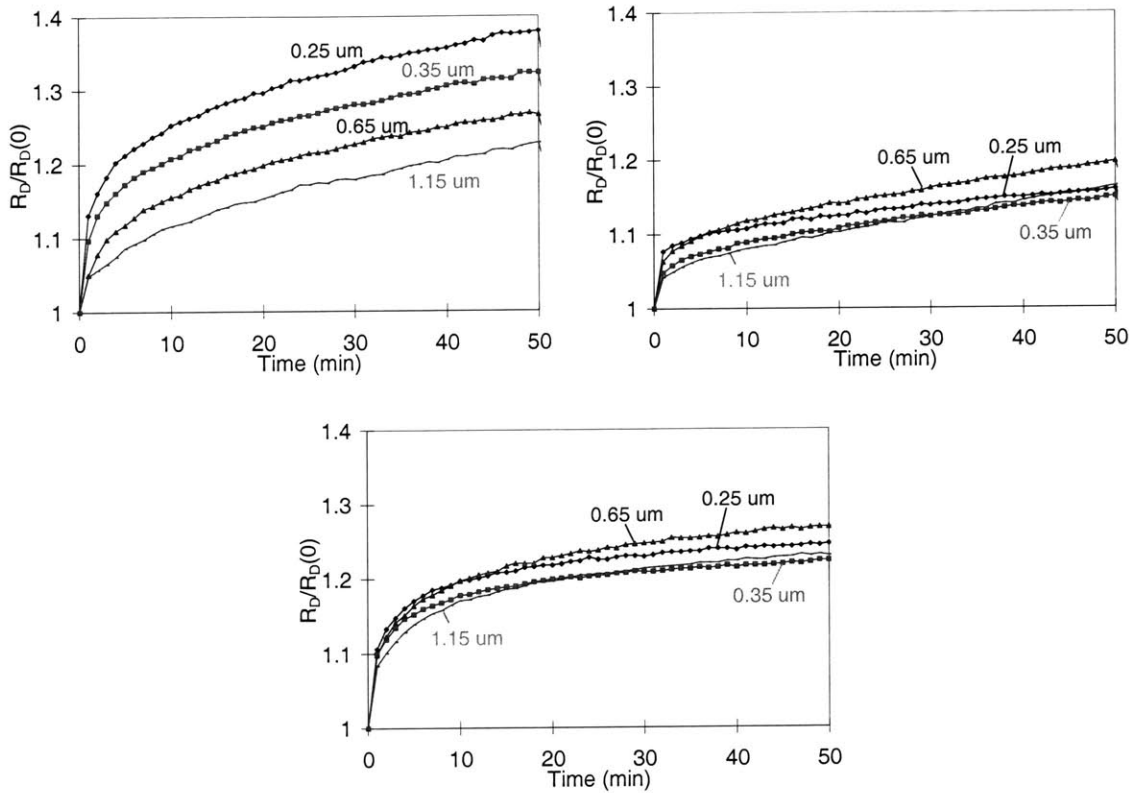 1.4
1.3
1.2
1.1
1
R_D/R_D(0)
0.25 um
0.35 um
0.65 um
1.15 um
0 10 20 30 40 50
Time (min)
1.4
1.3
1.2
1.1
1
R_D/R_D(0)
0.65 um
0.25 um
0.35 um
1.15 um
0 10 20 30 40 50
Time (min)
1.4
1.3
1.2
1.1
1
R_D/R_D(0)
0.65 um
0.25 um
0.35 um
1.15 um
0 10 20 30 40 50
Time (min)